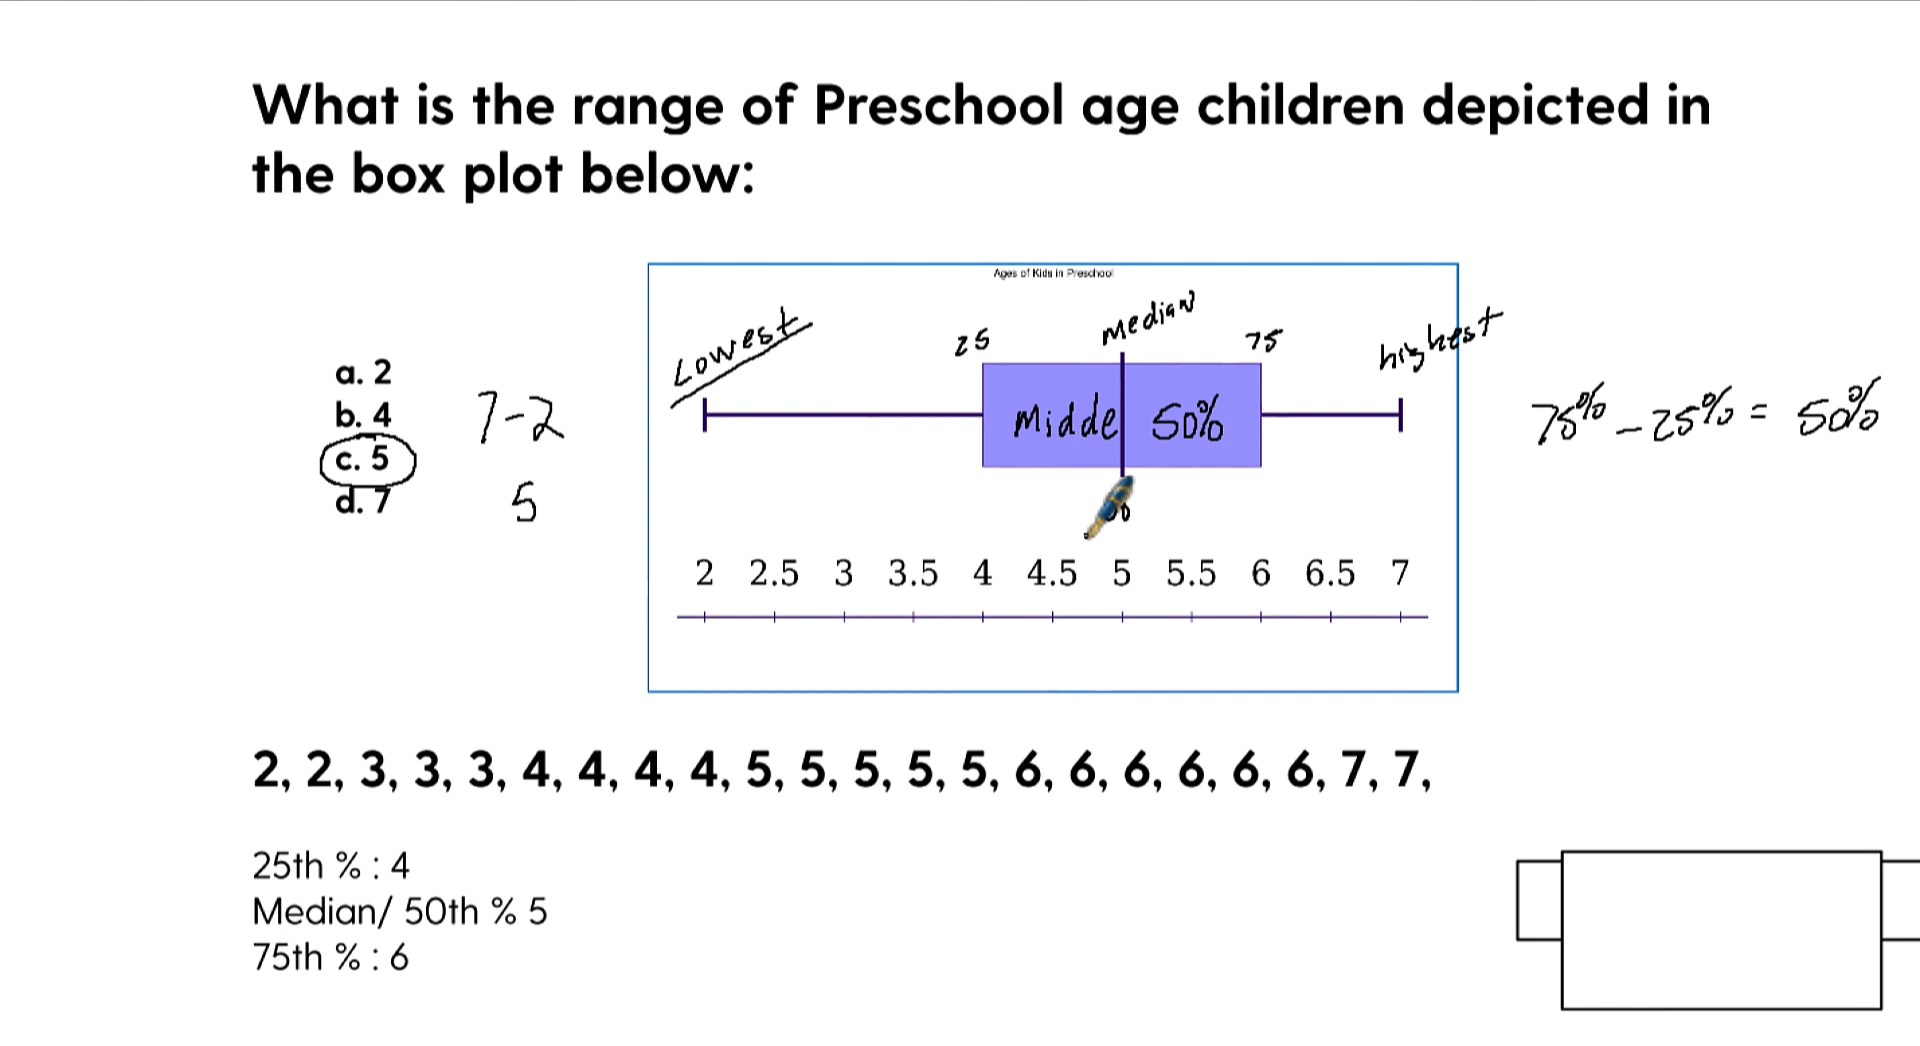 What is the range of Preschool age children depicted in
the box plot below:
Ages of Kids in Preschool
Lowest
25
median
75
highest
a. 2
b. 4
c. 5
d. 7
7-2
5
Midde 50%
75% - 25% = 50%
2 2.5 3 3.5 4 4.5 5 5.5 6 6.5 7
2, 2, 3, 3, 3, 4, 4, 4, 4, 5, 5, 5, 5, 5, 6, 6, 6, 6, 6, 6, 7, 7,
25th % : 4
Median/ 50th % 5
75th % : 6